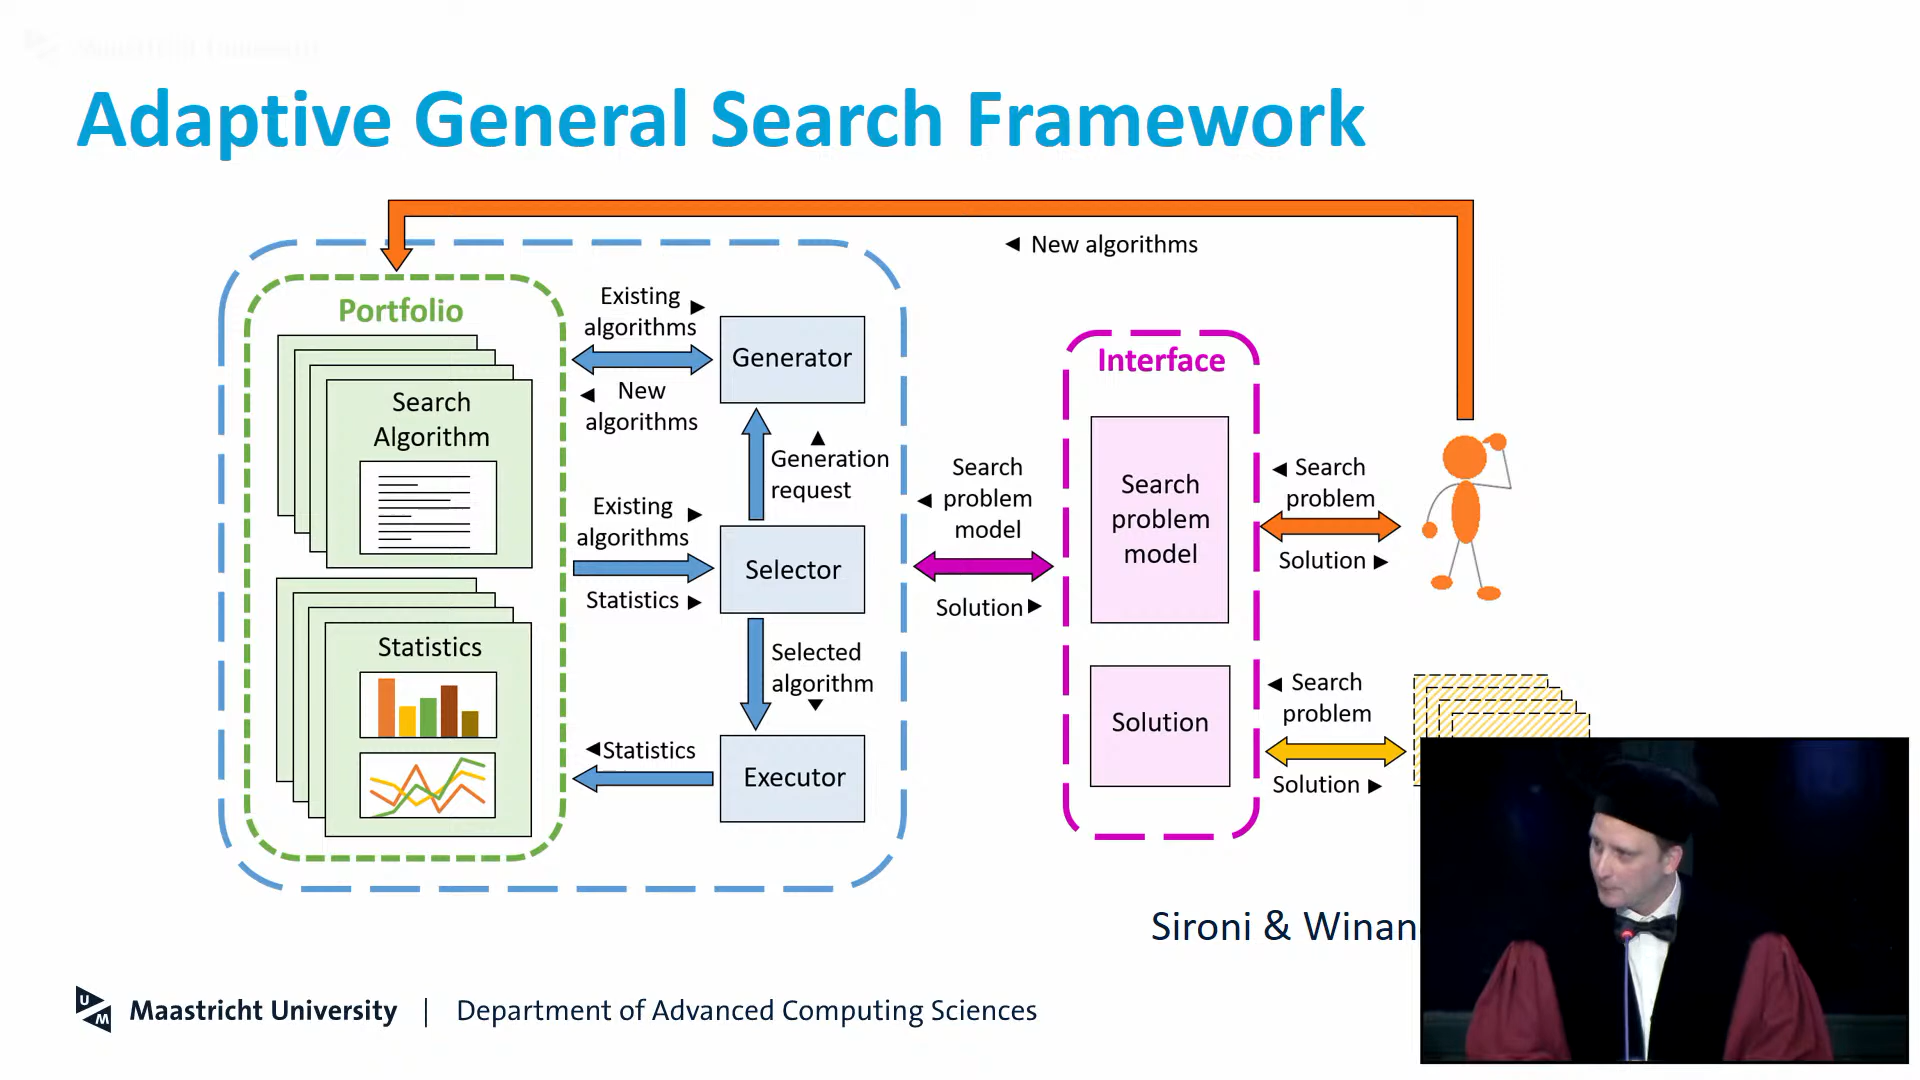 Adaptive General Search Framework
◄ New algorithms
Portfolio
Search
Algorithm
Statistics
Existing ►
algorithms
◄ New
algorithms
Generator
▲
Generation
request
Existing ►
algorithms
Statistics ►
Selector
Selected
algorithm
▼
◄Statistics
Executor
Search
◄ problem
model
Solution►
Interface
Search
problem
model
Solution
◄ Search
problem
Solution ►
◄ Search
problem
Solution ►
Sironi & Winan
UM
Maastricht University | Department of Advanced Computing Sciences